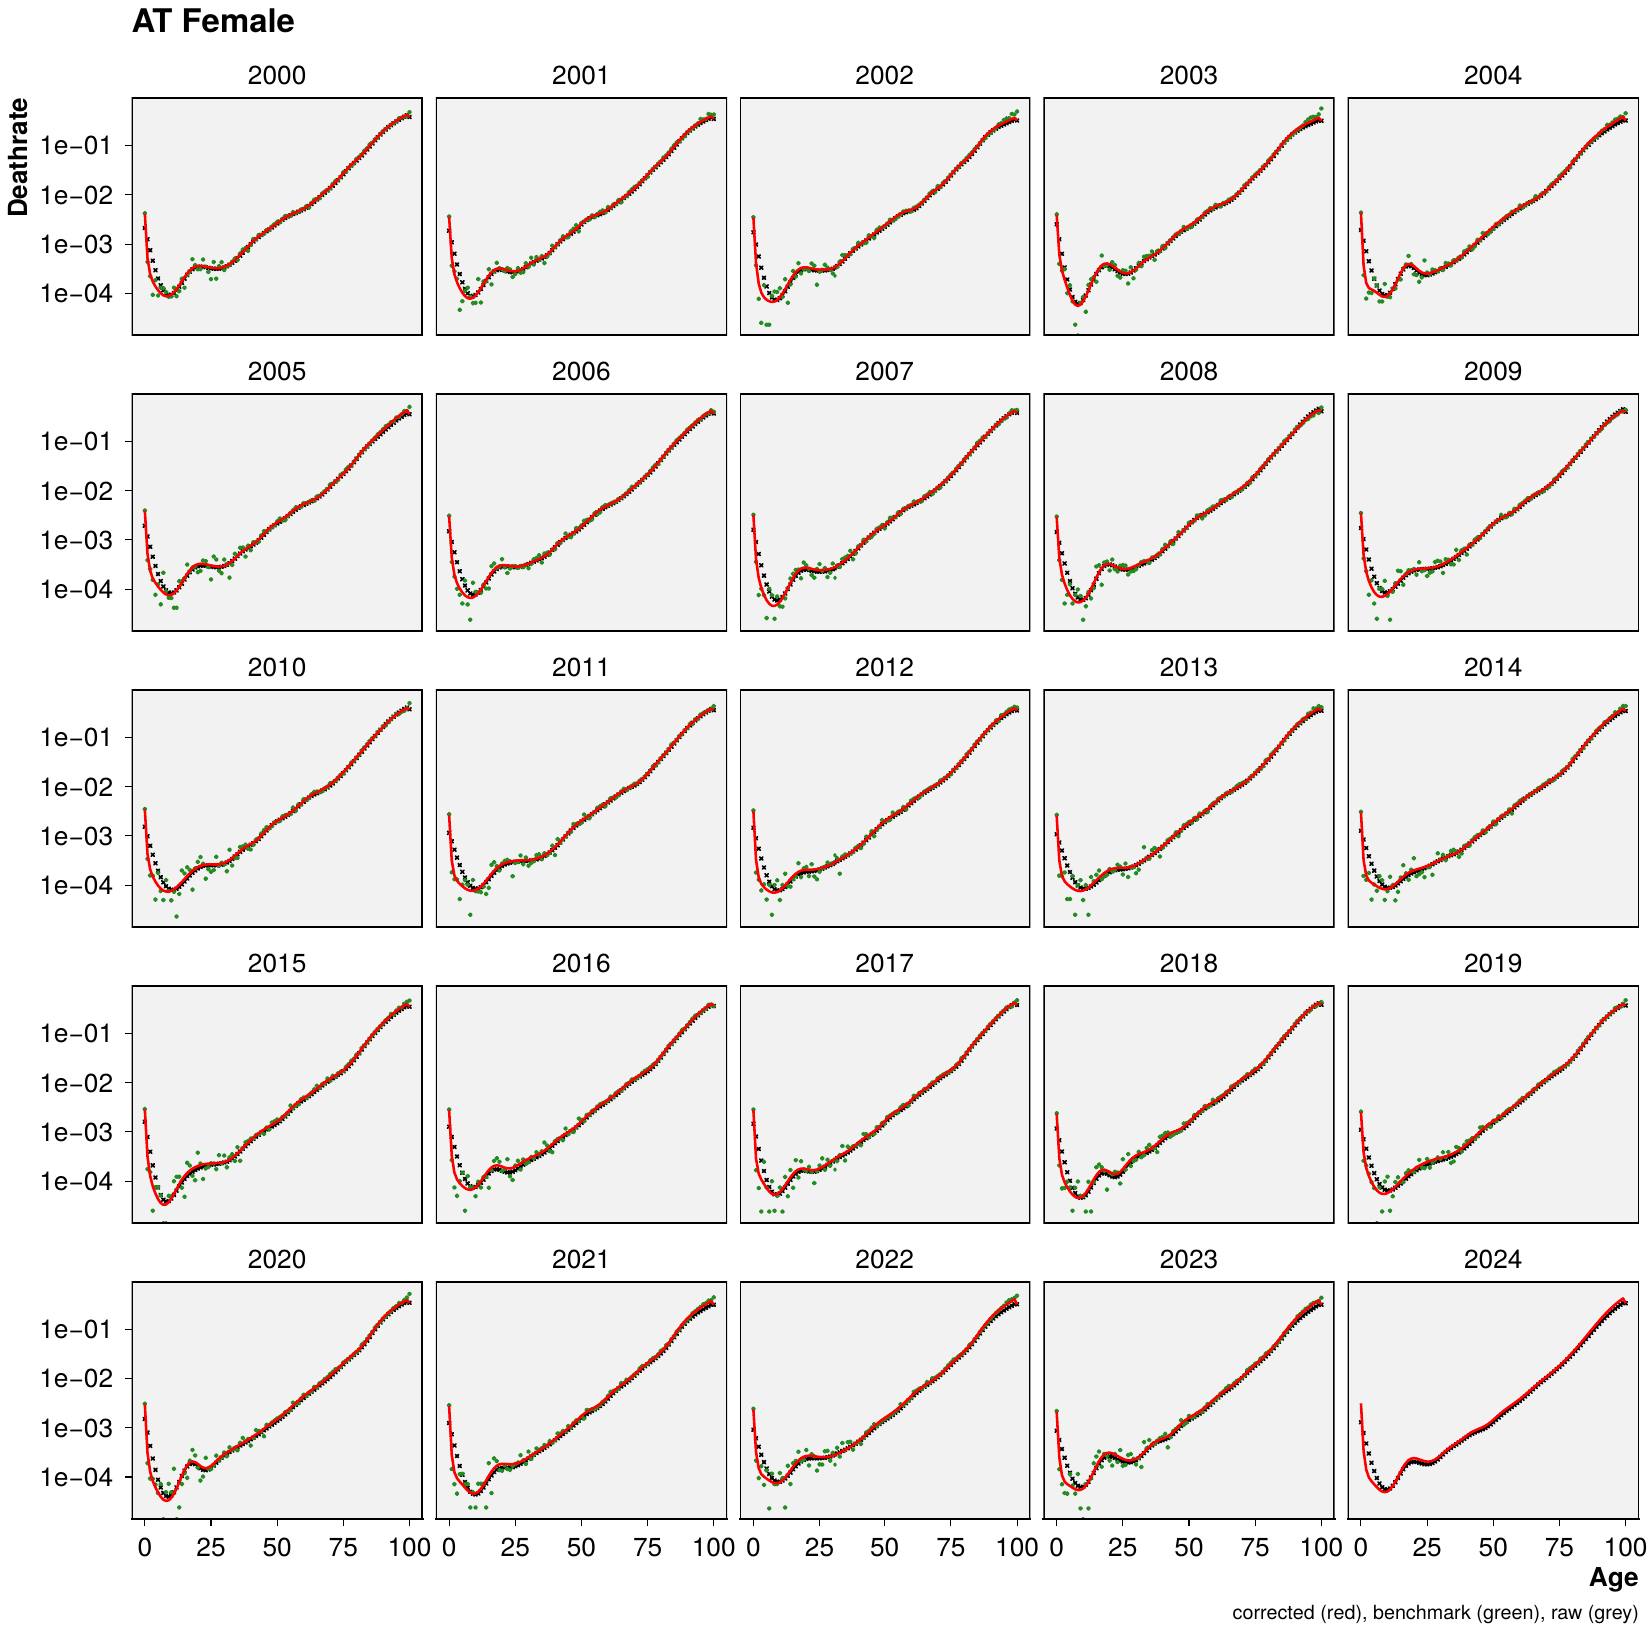 AT Female
Deathrate
2000 2001 2002 2003 2004
1e−01
1e−02
1e−03
1e−04
2005 2006 2007 2008 2009
1e−01
1e−02
1e−03
1e−04
2010 2011 2012 2013 2014
1e−01
1e−02
1e−03
1e−04
2015 2016 2017 2018 2019
1e−01
1e−02
1e−03
1e−04
2020 2021 2022 2023 2024
1e−01
1e−02
1e−03
1e−04
0 25 50 75 100 0 25 50 75 100 0 25 50 75 100 0 25 50 75 100 0 25 50 75 100
Age
corrected (red), benchmark (green), raw (grey)